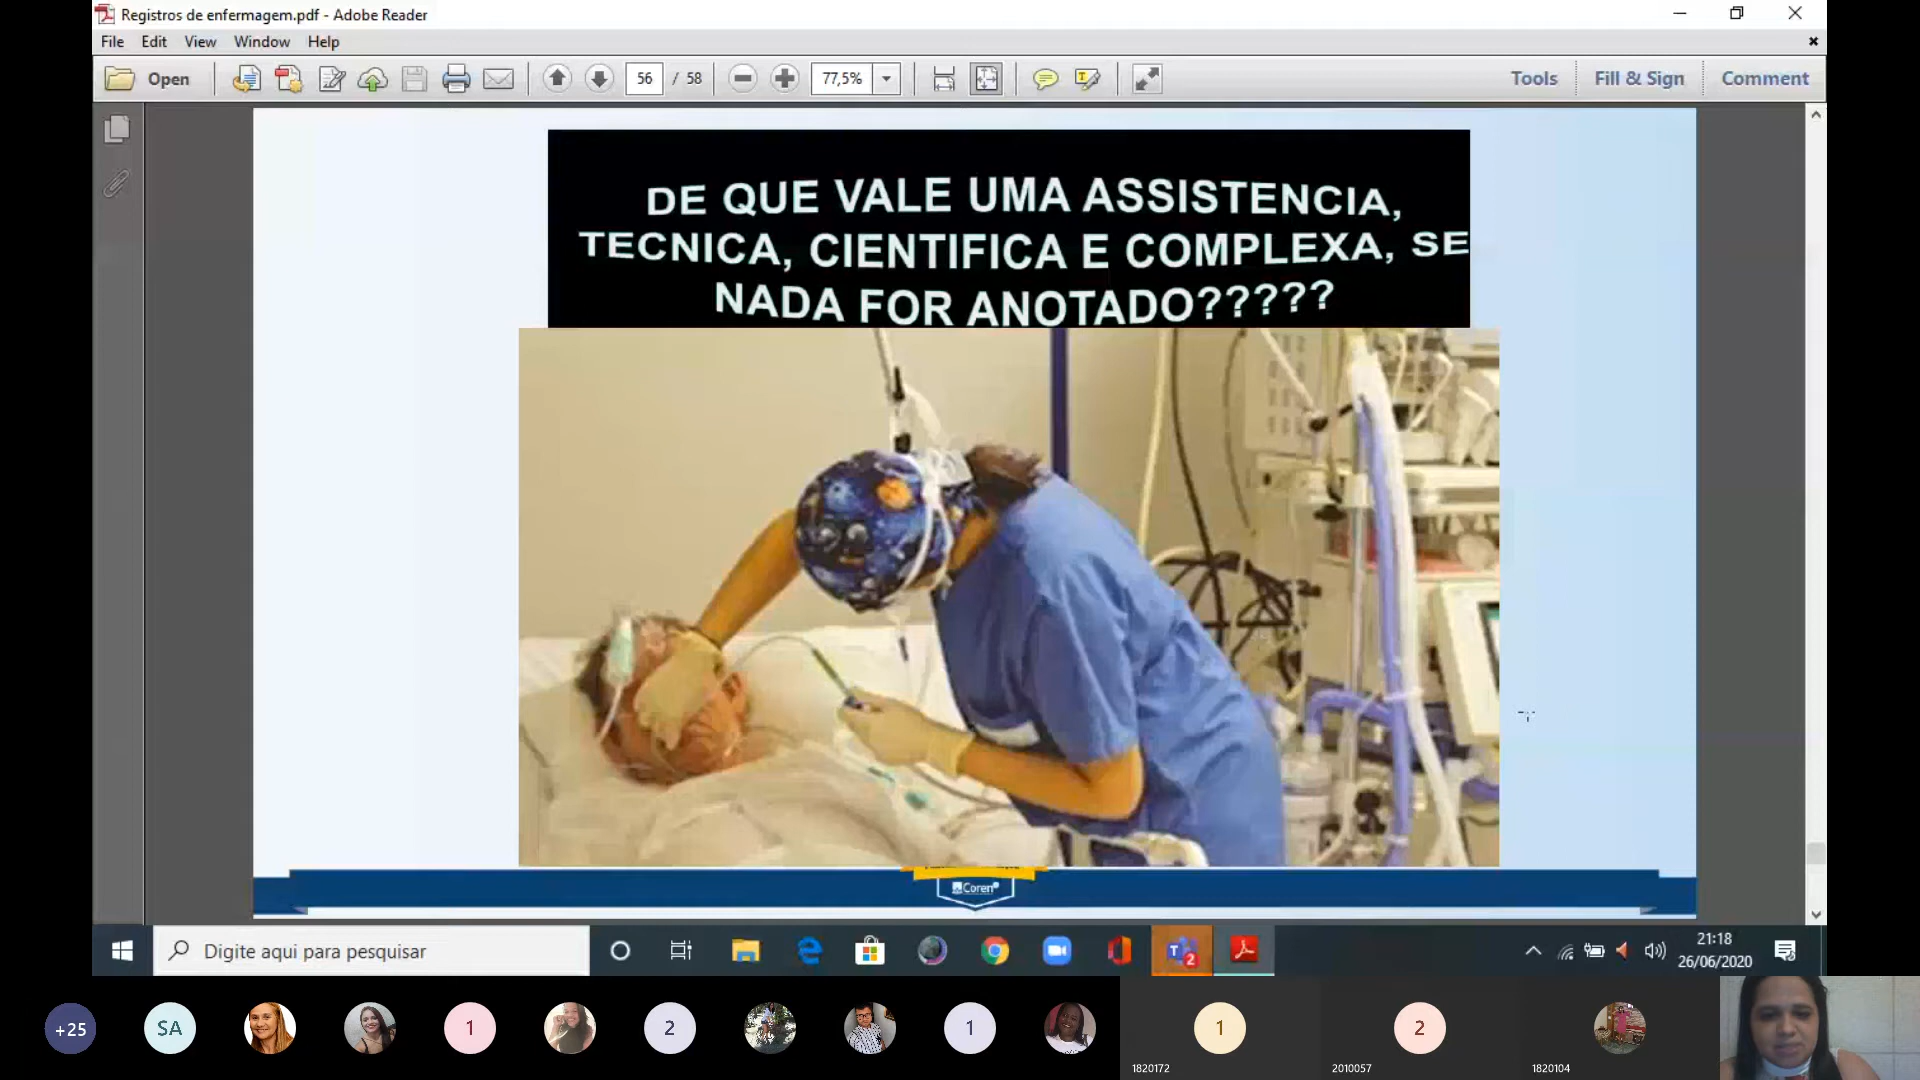 Registros de enfermagem.pdf - Adobe Reader
File Edit View Window Help
Open 56 / 58 77,5% Tools Fill & Sign Comment
DE QUE VALE UMA ASSISTENCIA,
TECNICA, CIENTIFICA E COMPLEXA, SE
NADA FOR ANOTADO?????
Coren
Digite aqui para pesquisar
2
21:18
26/06/2020
+25 SA 1 2 1 1 2
1820172 2010057 1820104